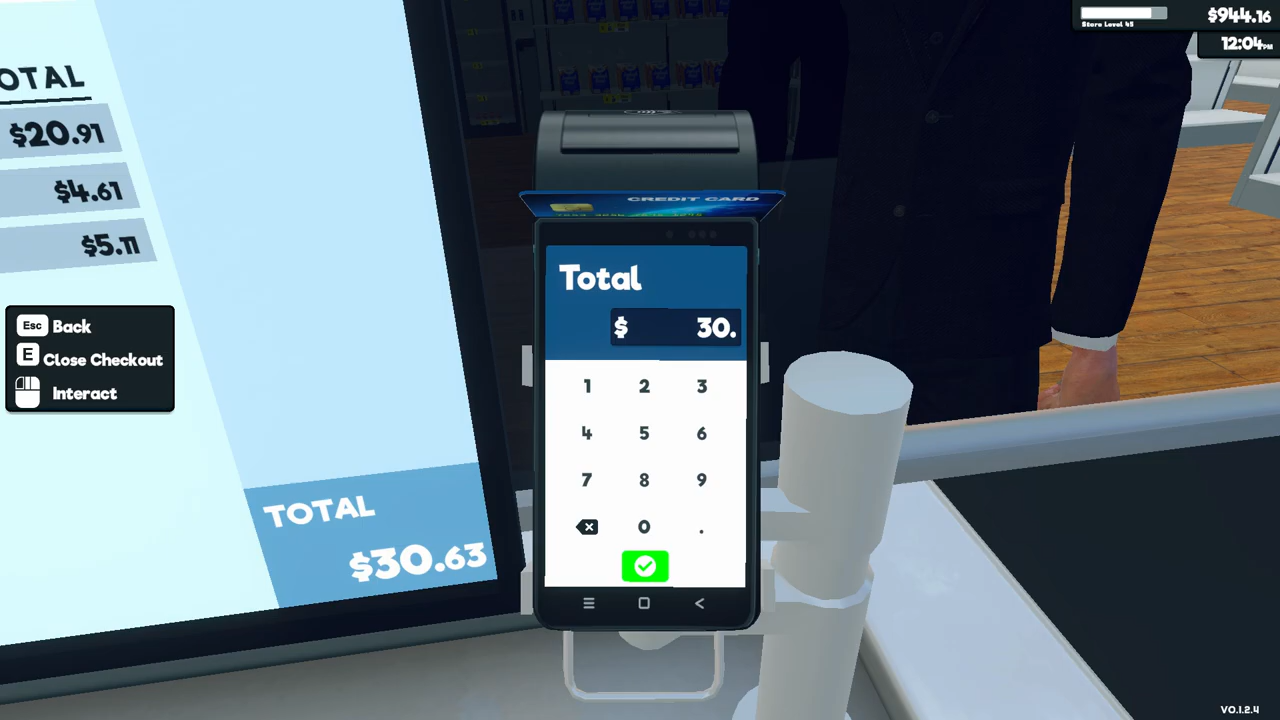 $944.16
Store Level 45
12:04PM
OTAL
$20.91
$4.61
$5.11
Esc Back
E Close Checkout
Interact
TOTAL
$30.63
CREDIT CARD
Total
$ 30.
1 2 3
4 5 6
7 8 9
0 .
V0.1.2.4